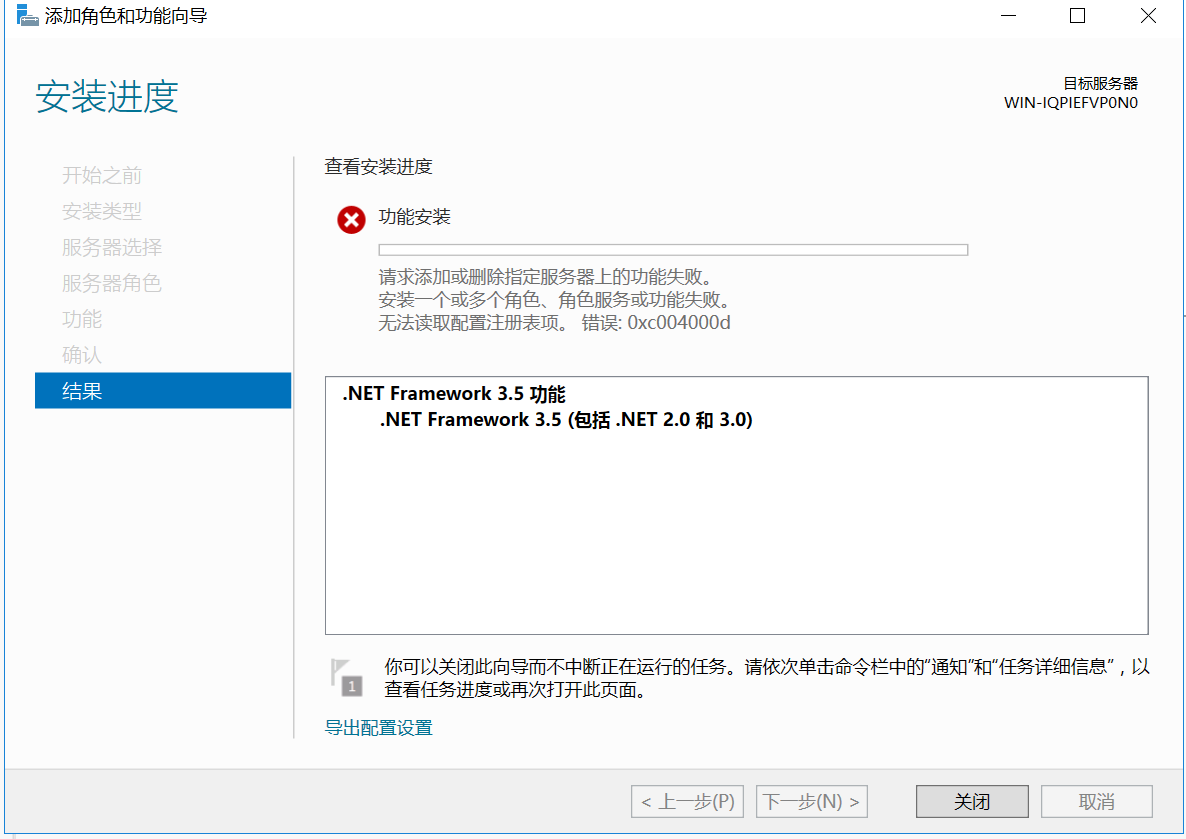 添加角色和功能向导
安装进度
目标服务器
WIN-IQPIEFVP0N0
开始之前
安装类型
服务器选择
服务器角色
功能
确认
结果
查看安装进度
功能安装
请求添加或删除指定服务器上的功能失败。
安装一个或多个角色、角色服务或功能失败。
无法读取配置注册表项。 错误: 0xc004000d
.NET Framework 3.5 功能
.NET Framework 3.5 (包括 .NET 2.0 和 3.0)
1
你可以关闭此向导而不中断正在运行的任务。请依次单击命令栏中的“通知”和“任务详细信息”，以
查看任务进度或再次打开此页面。
导出配置设置
< 上一步(P)
下一步(N) >
关闭
取消